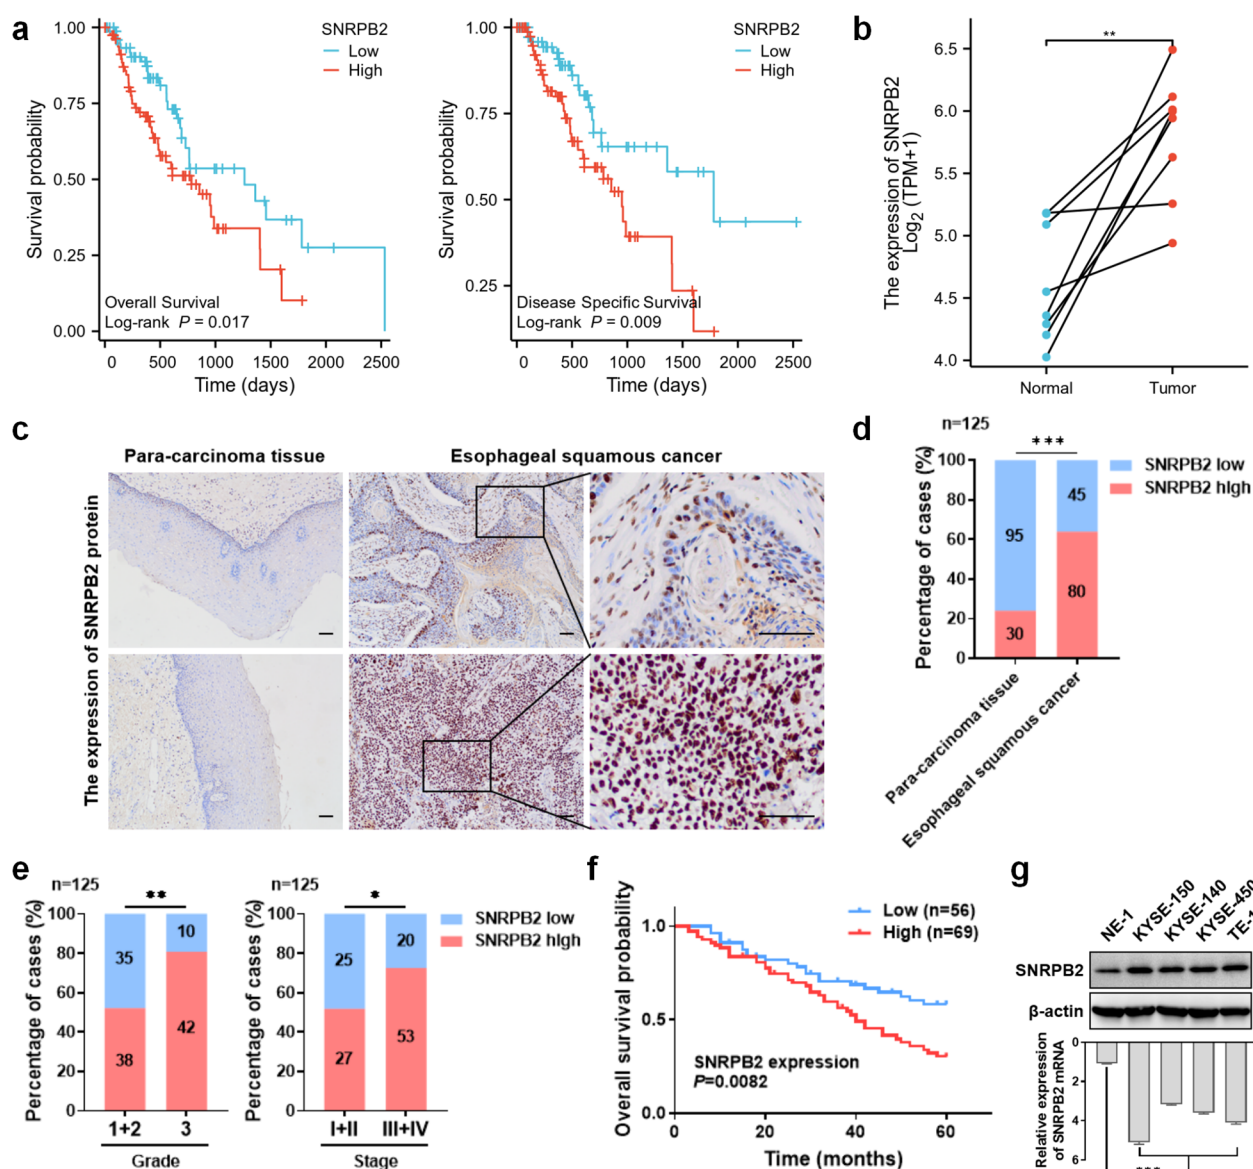 a
SNRPB2
Low
High
1.00
0.75
0.50
0.25
0.00
Survival probability
Overall Survival
Log-rank P = 0.017
0 500 1000 1500 2000 2500
Time (days)
SNRPB2
Low
High
1.00
0.75
0.50
0.25
Survival probability
Disease Specific Survival
Log-rank P = 0.009
0 500 1000 1500 2000 2500
Time (days)
b
**
6.5
6.0
5.5
5.0
4.5
4.0
The expression of SNRPB2
Log2 (TPM+1)
Normal Tumor
c
Para-carcinoma tissue Esophageal squamous cancer
The expression of SNRPB2 protein
d
n=125
***
SNRPB2 low
SNRPB2 high
100
80
60
40
20
0
Percentage of cases (%)
95
30
45
80
Para-carcinoma tissue
Esophageal squamous cancer
e
n=125
**
100
80
60
40
20
0
Percentage of cases (%)
35
38
10
42
1+2 3
Grade
n=125
*
SNRPB2 low
SNRPB2 high
100
80
60
40
20
0
Percentage of cases (%)
25
27
20
53
I+II III+IV
Stage
f
Low (n=56)
High (n=69)
1.0
0.5
0.0
Overall survival probability
SNRPB2 expression
P=0.0082
0 20 40 60
Time (months)
g
NE-1 KYSE-150 KYSE-140 KYSE-450 TE-1
SNRPB2
β-actin
0
2
4
6
Relative expression
of SNRPB2 mRNA
***